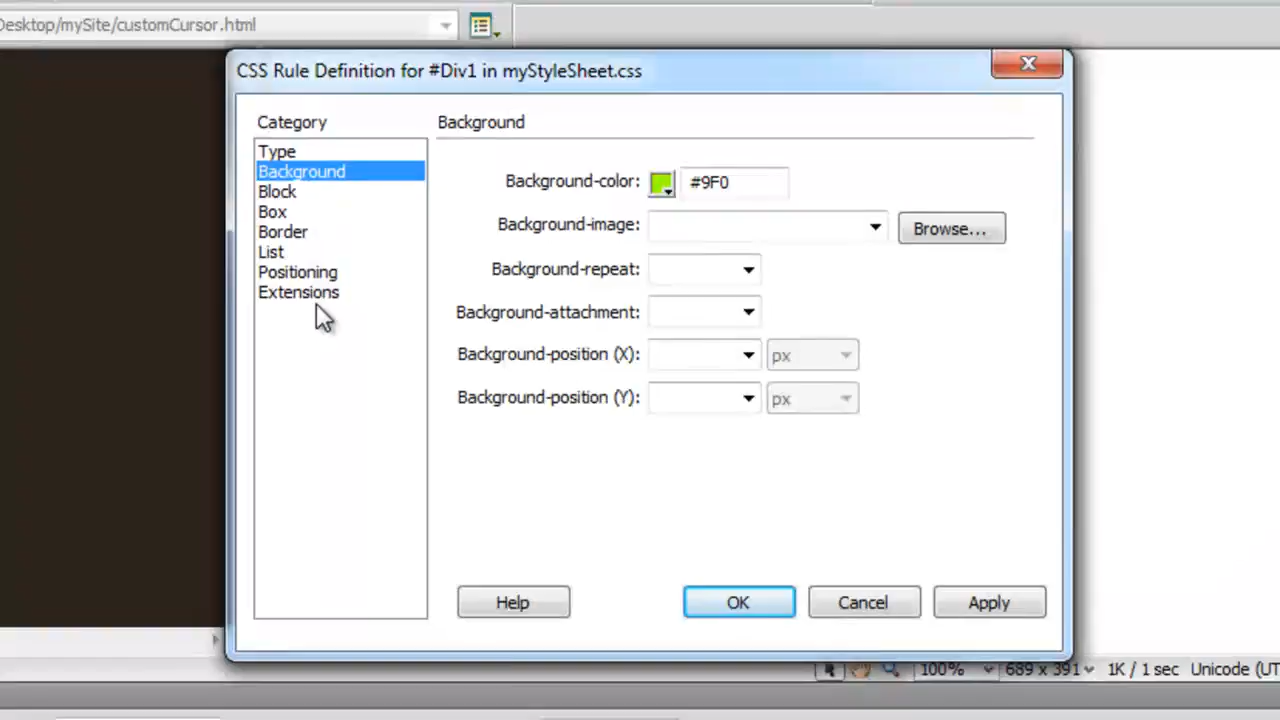 Desktop/mySite/customCursor.html
CSS Rule Definition for #Div1 in myStyleSheet.css
Category
Type
Background
Block
Box
Border
List
Positioning
Extensions
Background
Background-color: #9F0
Background-image: Browse...
Background-repeat:
Background-attachment:
Background-position (X): px
Background-position (Y): px
Help OK Cancel Apply
100% 689 x 391 1K / 1 sec Unicode (UT